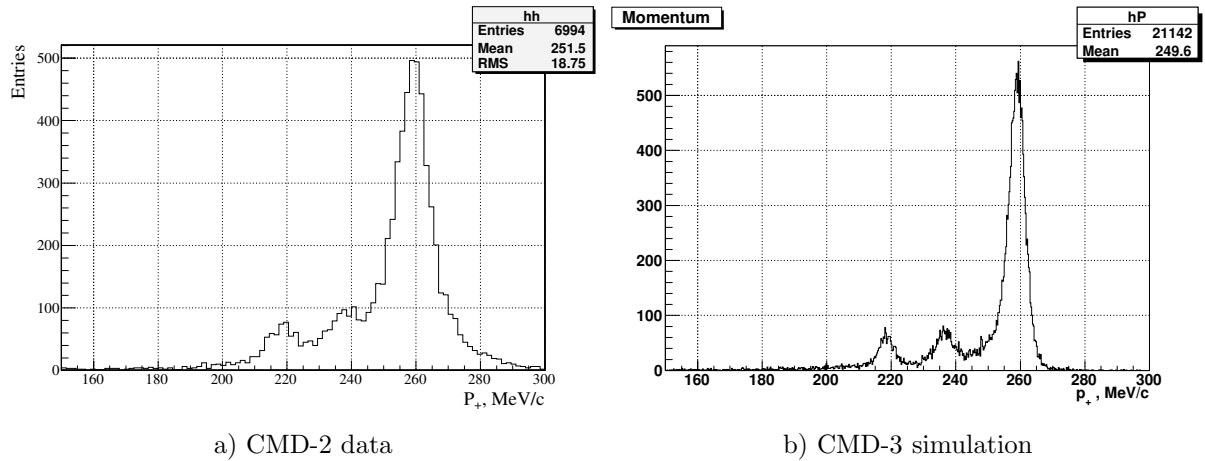 hh
Entries 6994
Mean 251.5
RMS 18.75
Entries
500
400
300
200
100
0
160 180 200 220 240 260 280 300
P+, MeV/c
a) CMD-2 data
Momentum
hP
Entries 21142
Mean 249.6
500
400
300
200
100
0
160 180 200 220 240 260 280 300
p+ , MeV/c
b) CMD-3 simulation